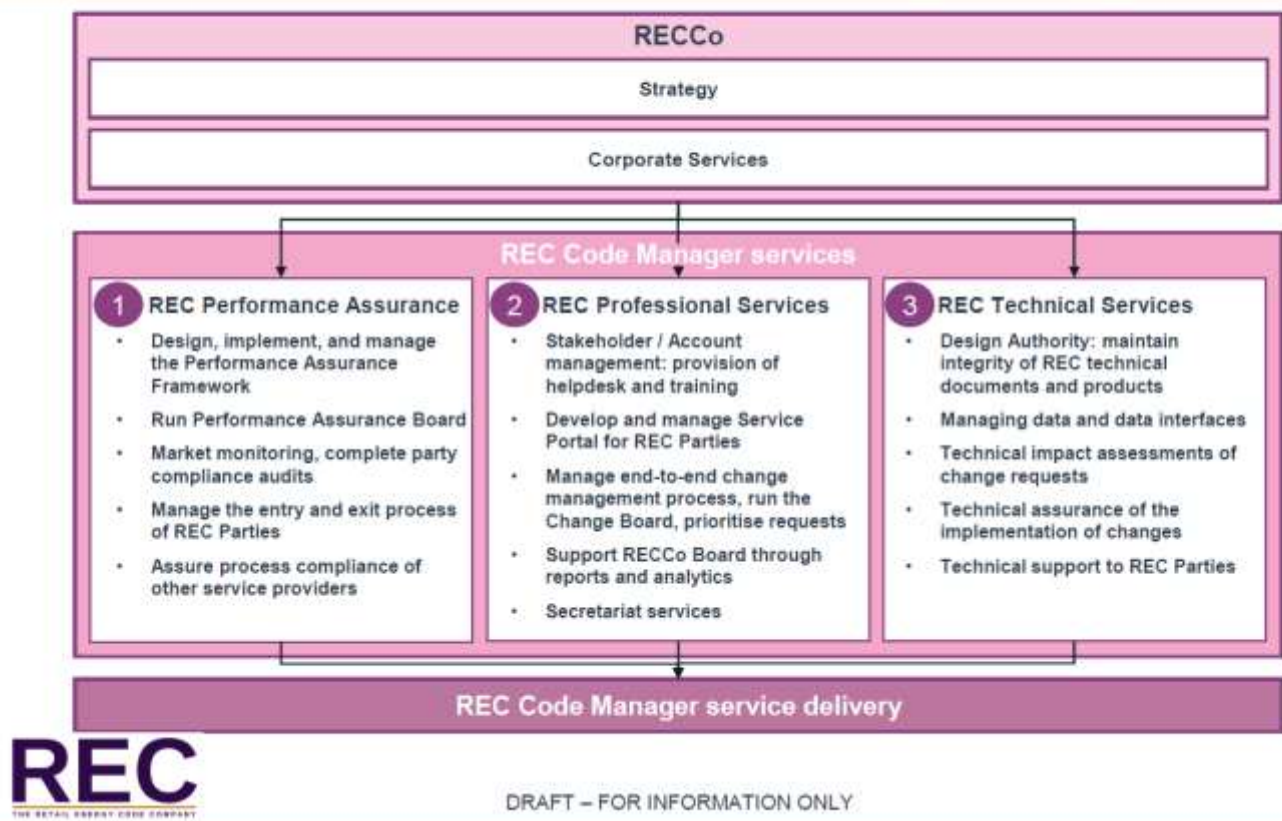 RECCo
Strategy
Corporate Services
REC Code Manager services
1 REC Performance Assurance
• Design, implement, and manage
the Performance Assurance
Framework
• Run Performance Assurance Board
• Market monitoring, complete party
compliance audits
• Manage the entry and exit process
of REC Parties
• Assure process compliance of
other service providers
2 REC Professional Services
• Stakeholder / Account
management: provision of
helpdesk and training
• Develop and manage Service
Portal for REC Parties
• Manage end-to-end change
management process, run the
Change Board, prioritise requests
• Support RECCo Board through
reports and analytics
• Secretariat services
3 REC Technical Services
• Design Authority: maintain
integrity of REC technical
documents and products
• Managing data and data interfaces
• Technical impact assessments of
change requests
• Technical assurance of the
implementation of changes
• Technical support to REC Parties
REC Code Manager service delivery
REC
THE RETAIL ENERGY CODE COMPANY
DRAFT – FOR INFORMATION ONLY